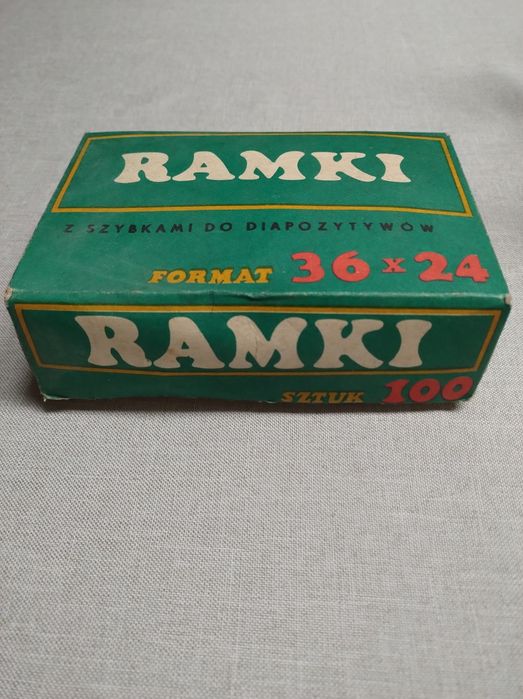 RAMKI
Z SZYBKAMI DO DIAPOZYTYWÓW
FORMAT 36 x 24
RAMKI
SZTUK 100